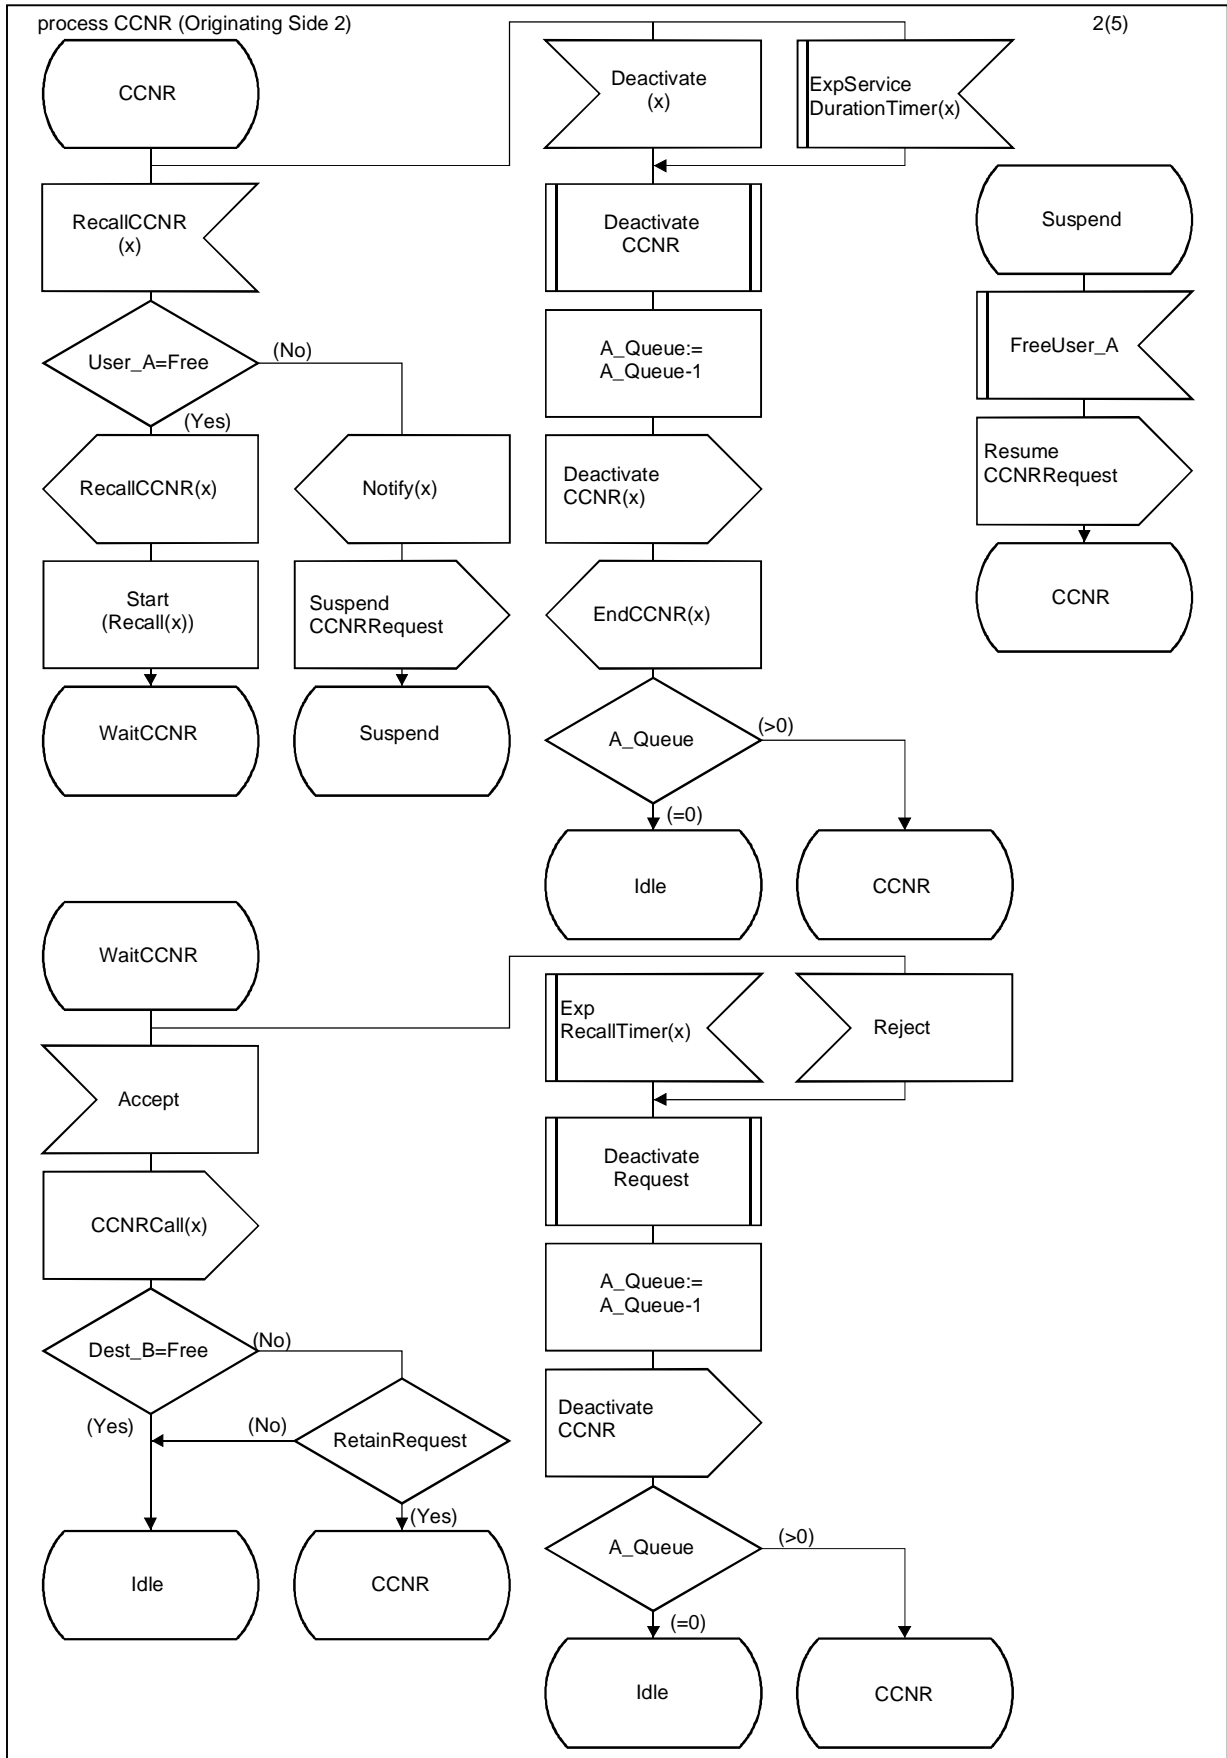 process CCNR (Originating Side 2)
2(5)
CCNR
Deactivate
(x)
ExpService
DurationTimer(x)
RecallCCNR
(x)
Deactivate
CCNR
Suspend
User_A=Free
(No)
(Yes)
A_Queue:=
A_Queue-1
FreeUser_A
RecallCCNR(x)
Notify(x)
Deactivate
CCNR(x)
Resume
CCNRRequest
Start
(Recall(x))
Suspend
CCNRRequest
EndCCNR(x)
CCNR
WaitCCNR
Suspend
A_Queue
(>0)
(=0)
Idle
CCNR
WaitCCNR
Exp
RecallTimer(x)
Reject
Accept
Deactivate
Request
CCNRCall(x)
A_Queue:=
A_Queue-1
Dest_B=Free
(No)
(Yes)
(No)
RetainRequest
(Yes)
Deactivate
CCNR
Idle
CCNR
A_Queue
(>0)
(=0)
Idle
CCNR